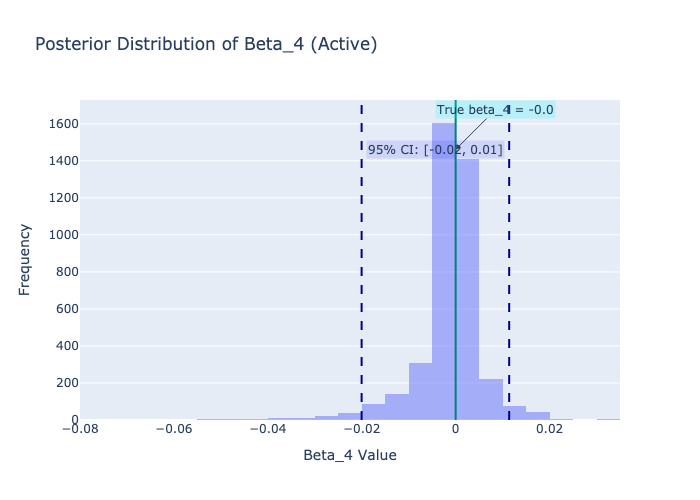 Posterior Distribution of Beta_4 (Active)
True beta_4 = -0.0
95% CI: [-0.02, 0.01]
1600
1400
1200
1000
800
600
400
200
0
Frequency
−0.08 −0.06 −0.04 −0.02 0 0.02
Beta_4 Value